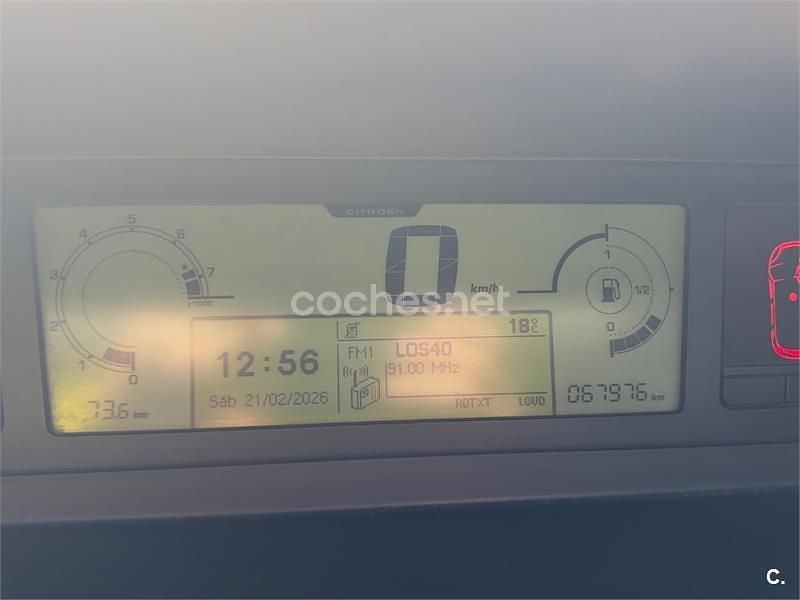 CITROËN
5
4
6
3
7
x1000
2
1
0
73.6 km
0 km/h
12:56
Sáb 21/02/2026
18°C
FM1 LOS40
91.00 MHz
RDTXT LOUD
1
1/2
0
067976 km
coches.net
C.